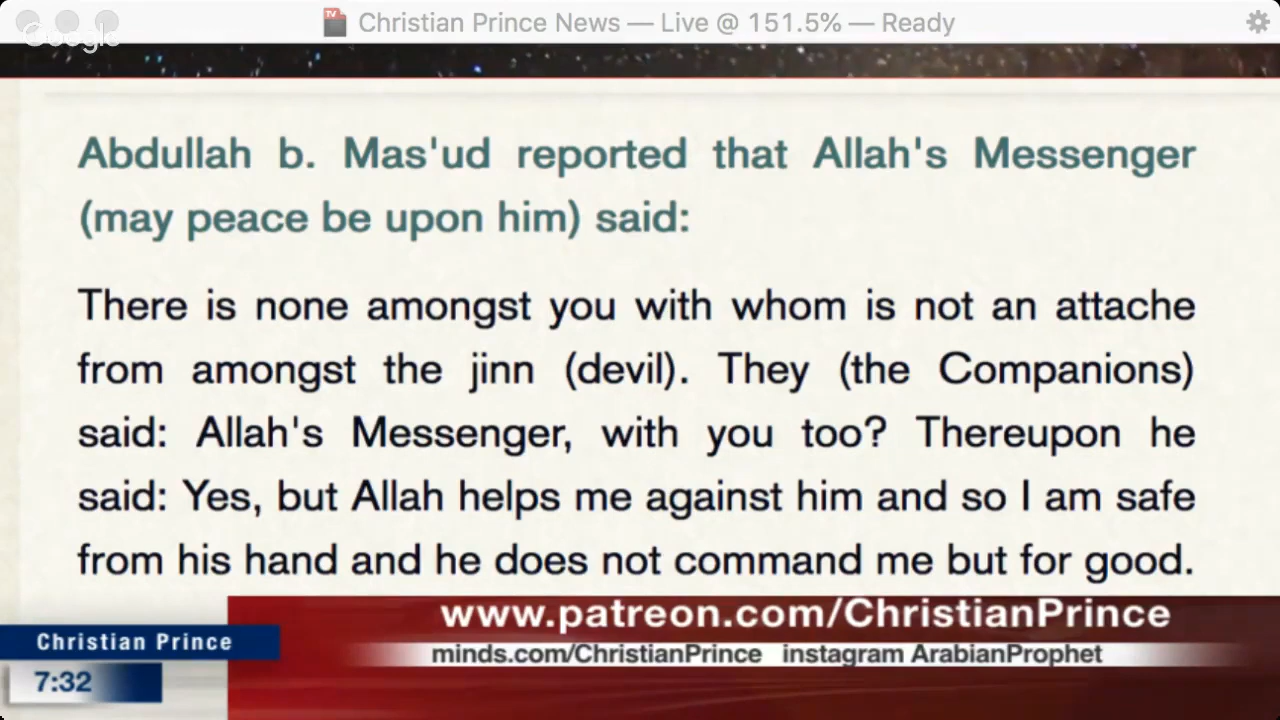 Christian Prince News — Live @ 151.5% — Ready
Google
Abdullah b. Mas'ud reported that Allah's Messenger
(may peace be upon him) said:
There is none amongst you with whom is not an attache
from amongst the jinn (devil). They (the Companions)
said: Allah's Messenger, with you too? Thereupon he
said: Yes, but Allah helps me against him and so I am safe
from his hand and he does not command me but for good.
www.patreon.com/ChristianPrince
Christian Prince
minds.com/ChristianPrince instagram ArabianProphet
7:32